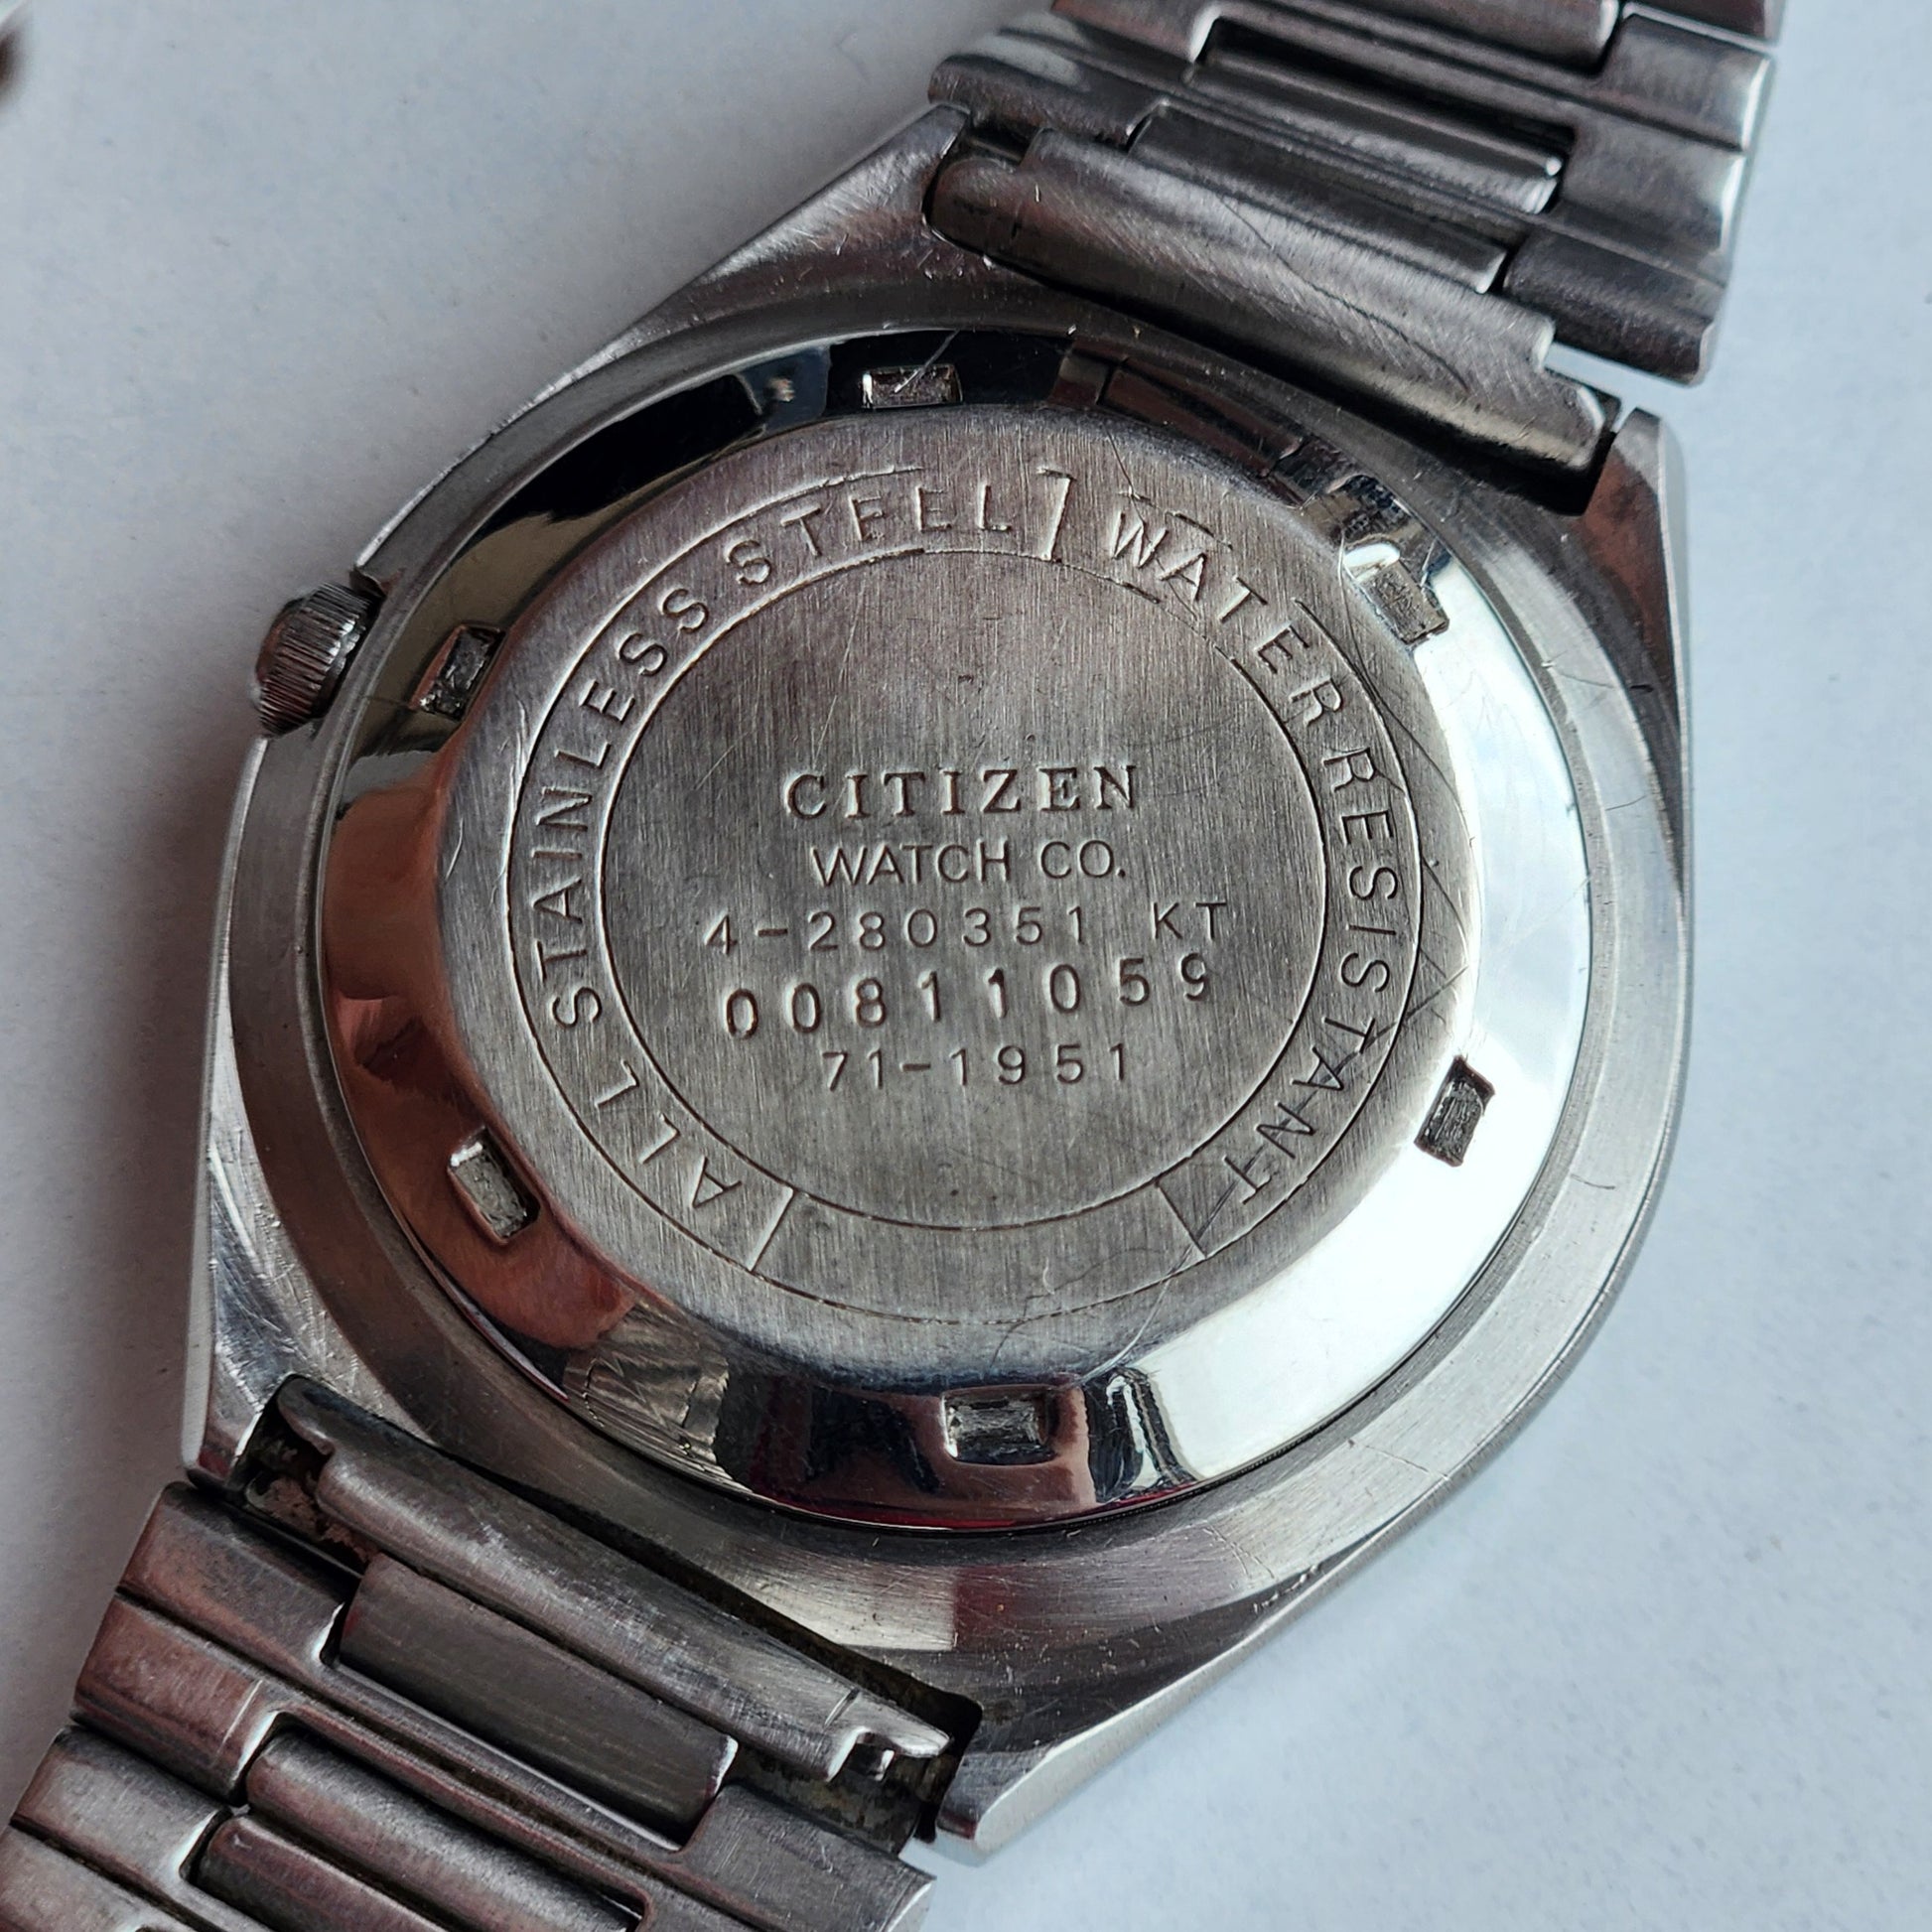 ALL STAINLESS STEEL
WATER RESISTANT
CITIZEN
WATCH CO.
4-280351 KT
00811059
71-1951